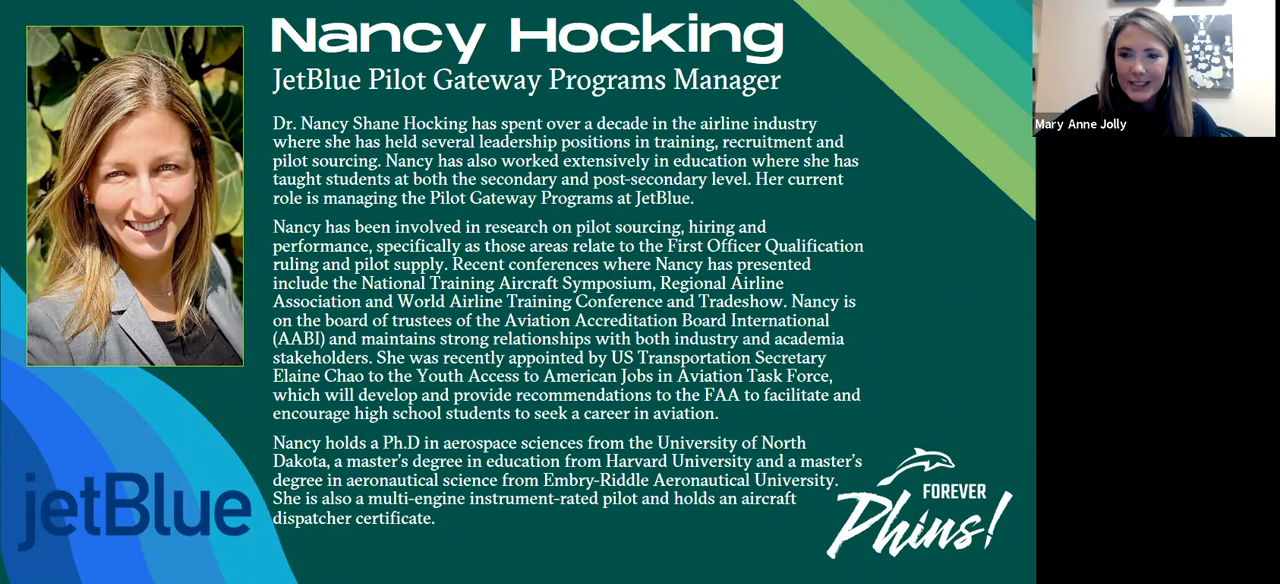 Nancy Hocking
JetBlue Pilot Gateway Programs Manager
Dr. Nancy Shane Hocking has spent over a decade in the airline industry
where she has held several leadership positions in training, recruitment and
pilot sourcing. Nancy has also worked extensively in education where she has
taught students at both the secondary and post-secondary level. Her current
role is managing the Pilot Gateway Programs at JetBlue.
Nancy has been involved in research on pilot sourcing, hiring and
performance, specifically as those areas relate to the First Officer Qualification
ruling and pilot supply. Recent conferences where Nancy has presented
include the National Training Aircraft Symposium, Regional Airline
Association and World Airline Training Conference and Tradeshow. Nancy is
on the board of trustees of the Aviation Accreditation Board International
(AABI) and maintains strong relationships with both industry and academia
stakeholders. She was recently appointed by US Transportation Secretary
Elaine Chao to the Youth Access to American Jobs in Aviation Task Force,
which will develop and provide recommendations to the FAA to facilitate and
encourage high school students to seek a career in aviation.
Nancy holds a Ph.D in aerospace sciences from the University of North
Dakota, a master's degree in education from Harvard University and a master's
degree in aeronautical science from Embry-Riddle Aeronautical University.
She is also a multi-engine instrument-rated pilot and holds an aircraft
dispatcher certificate.
jetBlue
FOREVER
Phins!
Mary Anne Jolly